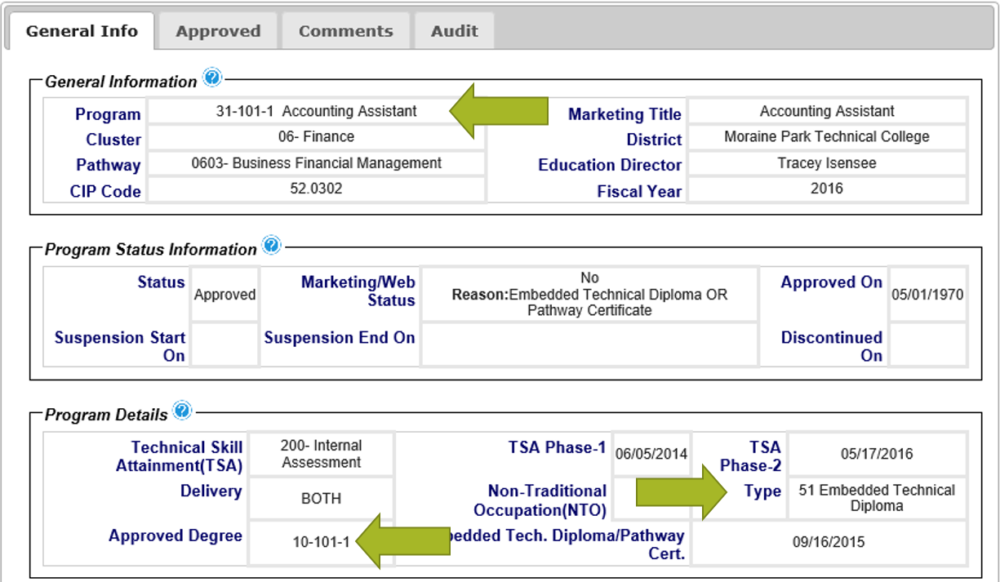 General Info Approved Comments Audit
General Information ?
Program 31-101-1 Accounting Assistant Marketing Title Accounting Assistant
Cluster 06- Finance District Moraine Park Technical College
Pathway 0603- Business Financial Management Education Director Tracey Isensee
CIP Code 52.0302 Fiscal Year 2016
Program Status Information ?
Status Approved Marketing/Web Status No Approved On 05/01/1970
Reason:Embedded Technical Diploma OR
Pathway Certificate
Suspension Start On Suspension End On Discontinued On
Program Details ?
Technical Skill Attainment(TSA) 200- Internal Assessment TSA Phase-1 06/05/2014 TSA Phase-2 05/17/2016
Delivery BOTH Non-Traditional Occupation(NTO) Type 51 Embedded Technical Diploma
Approved Degree 10-101-1 Tech. Diploma/Pathway Cert. 09/16/2015